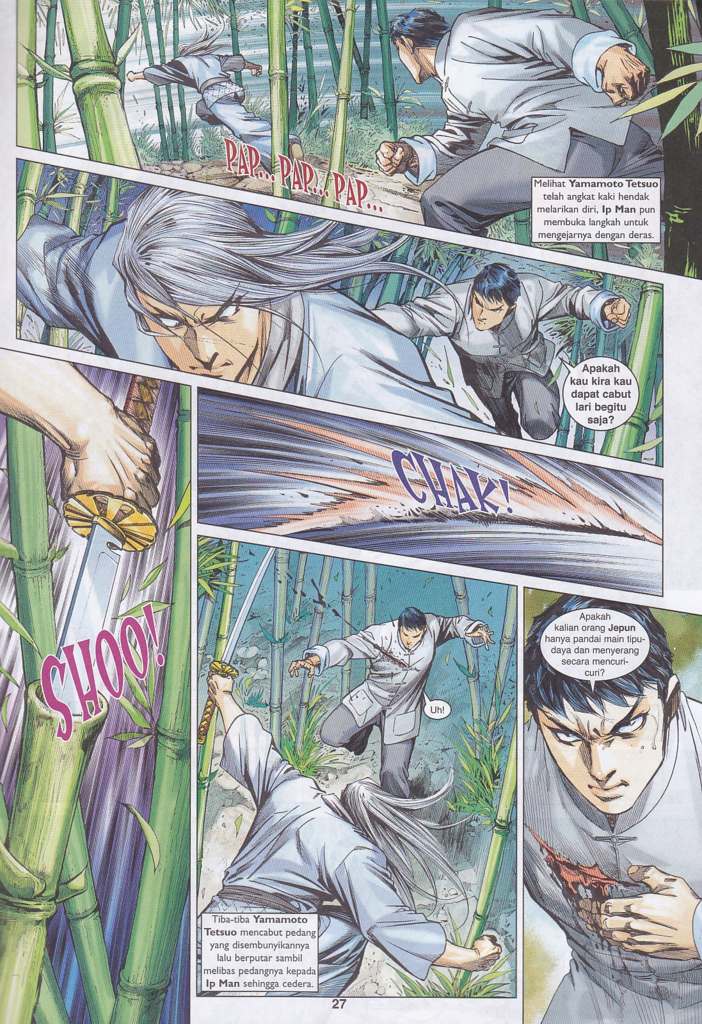 PAP... PAP... PAP...
Melihat Yamamoto Tetsuo
telah angkat kaki hendak
melarikan diri, Ip Man pun
membuka langkah untuk
mengejarnya dengan deras.
Apakah
kau kira kau
dapat cabut
lari begitu
saja?
SHOO!
CHAK!
Uh!
Tiba-tiba Yamamoto
Tetsuo mencabut pedang
yang disembunyikannya
lalu berputar sambil
melibas pedangnya kepada
Ip Man sehingga cedera.
Apakah
kalian orang Jepun
hanya pandai main tipu-
daya dan menyerang
secara mencuri-
curi?
27